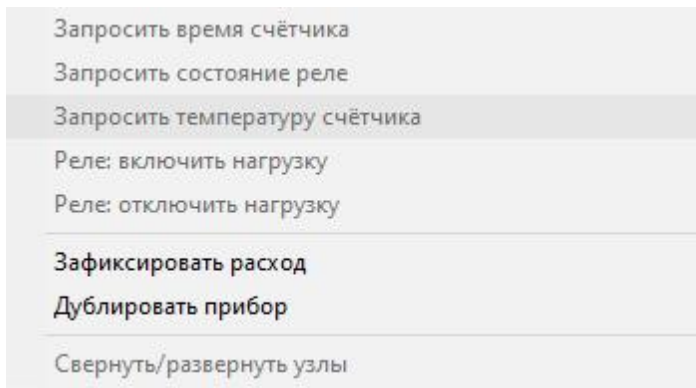 Запросить время счётчика
Запросить состояние реле
Запросить температуру счётчика
Реле: включить нагрузку
Реле: отключить нагрузку
Зафиксировать расход
Дублировать прибор
Свернуть/развернуть узлы